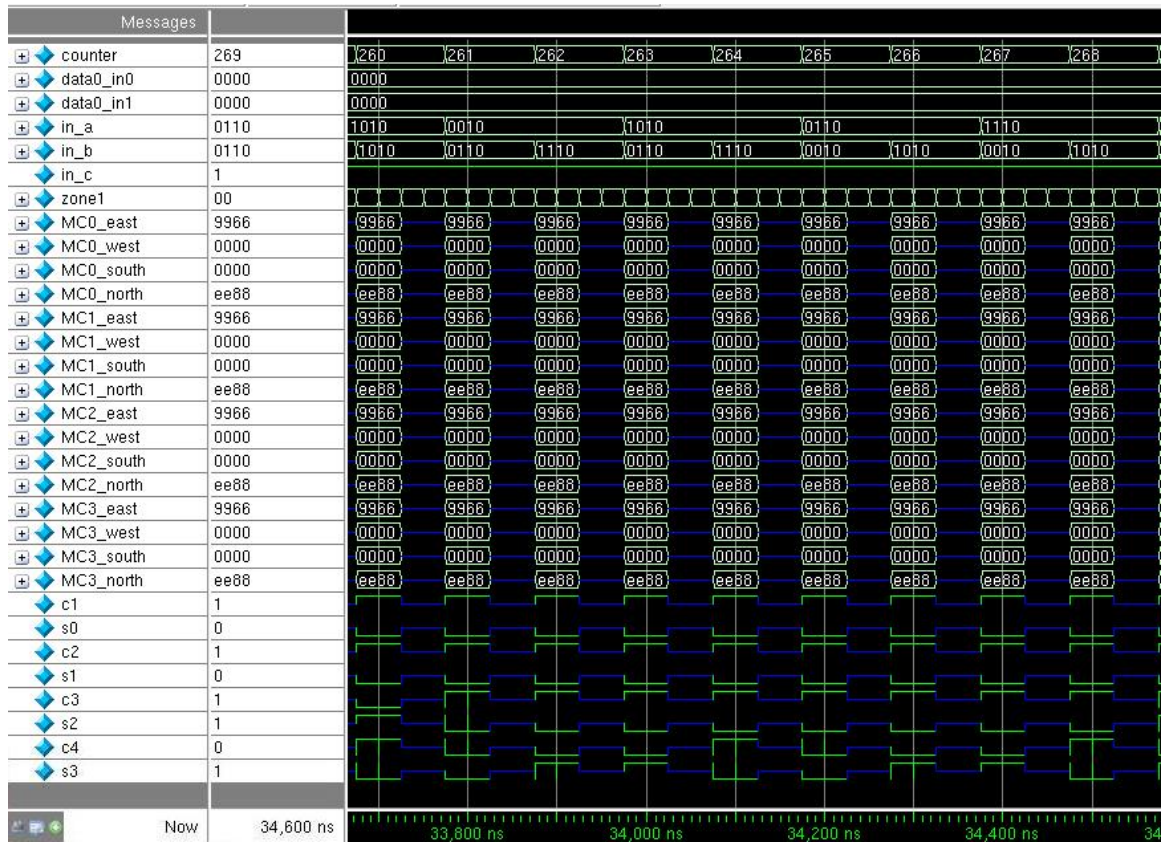 Messages
counter 269 260 261 262 263 264 265 266 267 268
data0_in0 0000 0000
data0_in1 0000 0000
in_a 0110 1010 0010 1010 0110 1110
in_b 0110 1010 0110 1110 0110 1110 0010 1010 0010 1010
in_c 1
zone1 00
MC0_east 9966 9966 9966 9966 9966 9966 9966 9966 9966 9966
MC0_west 0000 0000 0000 0000 0000 0000 0000 0000 0000 0000
MC0_south 0000 0000 0000 0000 0000 0000 0000 0000 0000 0000
MC0_north ee88 ee88 ee88 ee88 ee88 ee88 ee88 ee88 ee88 ee88
MC1_east 9966 9966 9966 9966 9966 9966 9966 9966 9966 9966
MC1_west 0000 0000 0000 0000 0000 0000 0000 0000 0000 0000
MC1_south 0000 0000 0000 0000 0000 0000 0000 0000 0000 0000
MC1_north ee88 ee88 ee88 ee88 ee88 ee88 ee88 ee88 ee88 ee88
MC2_east 9966 9966 9966 9966 9966 9966 9966 9966 9966 9966
MC2_west 0000 0000 0000 0000 0000 0000 0000 0000 0000 0000
MC2_south 0000 0000 0000 0000 0000 0000 0000 0000 0000 0000
MC2_north ee88 ee88 ee88 ee88 ee88 ee88 ee88 ee88 ee88 ee88
MC3_east 9966 9966 9966 9966 9966 9966 9966 9966 9966 9966
MC3_west 0000 0000 0000 0000 0000 0000 0000 0000 0000 0000
MC3_south 0000 0000 0000 0000 0000 0000 0000 0000 0000 0000
MC3_north ee88 ee88 ee88 ee88 ee88 ee88 ee88 ee88 ee88 ee88
c1 1
s0 0
c2 1
s1 0
c3 1
s2 1
c4 0
s3 1
Now 34,600 ns 33,800 ns 34,000 ns 34,200 ns 34,400 ns 34